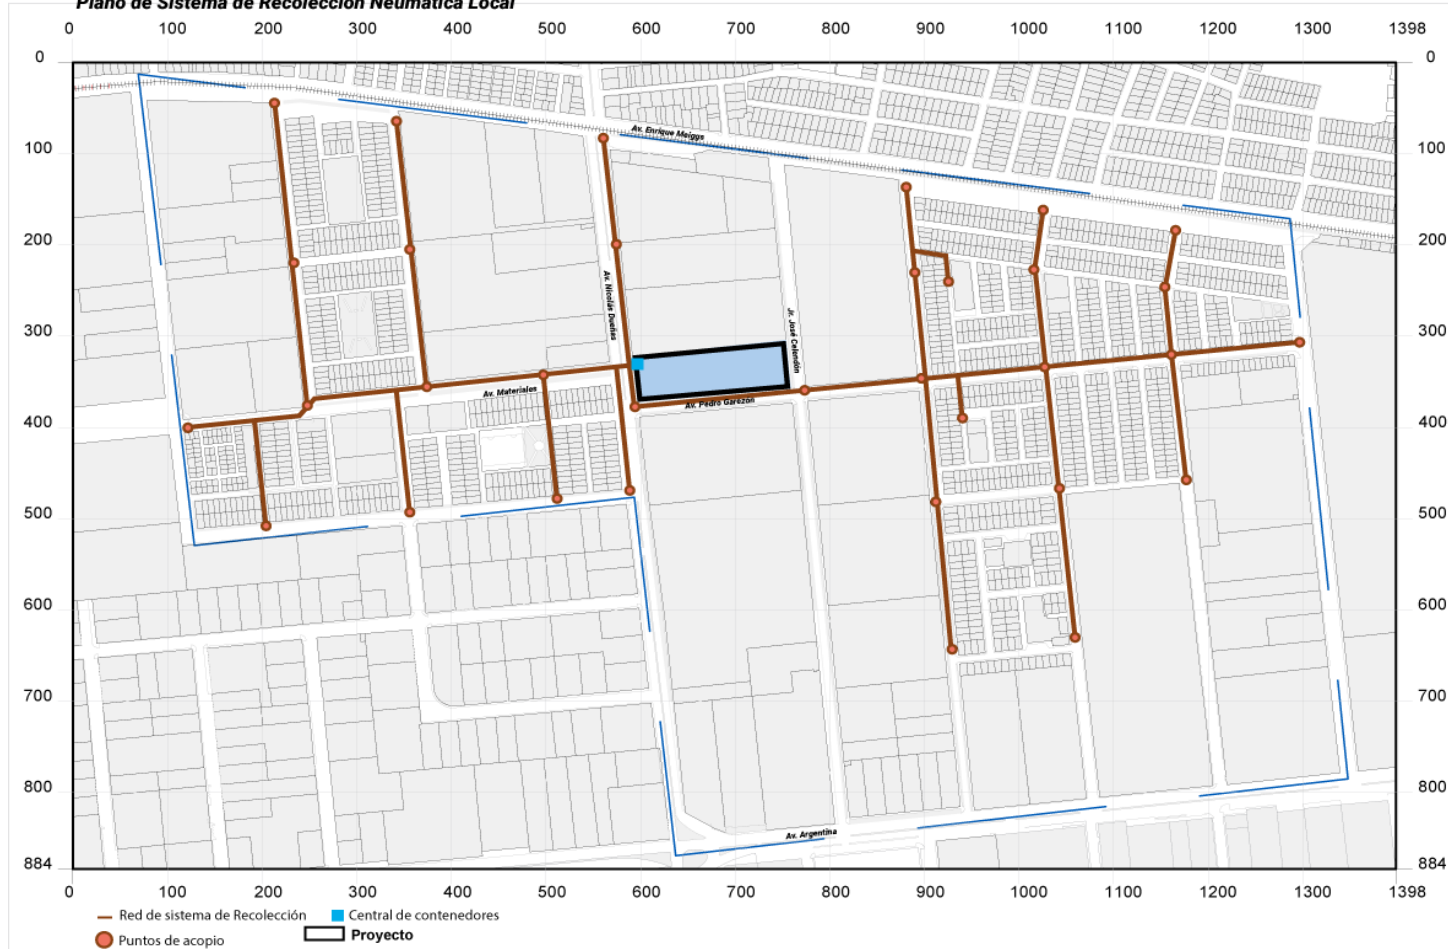 Plano de Sistema de Recolección Neumática Local
0 100 200 300 400 500 600 700 800 900 1000 1100 1200 1300 1398
0 0
Av. Enrique Meiggs
100 100
200 200
Av. Nicolás Dueñas
Jr. José Celendón
300 300
Av. Materiales
Av. Pedro Garezon
400 400
500 500
600 600
700 700
800 800
Av. Argentina
884 884
0 100 200 300 400 500 600 700 800 900 1000 1100 1200 1300 1398
Red de sistema de Recolección Central de contenedores
Puntos de acopio Proyecto